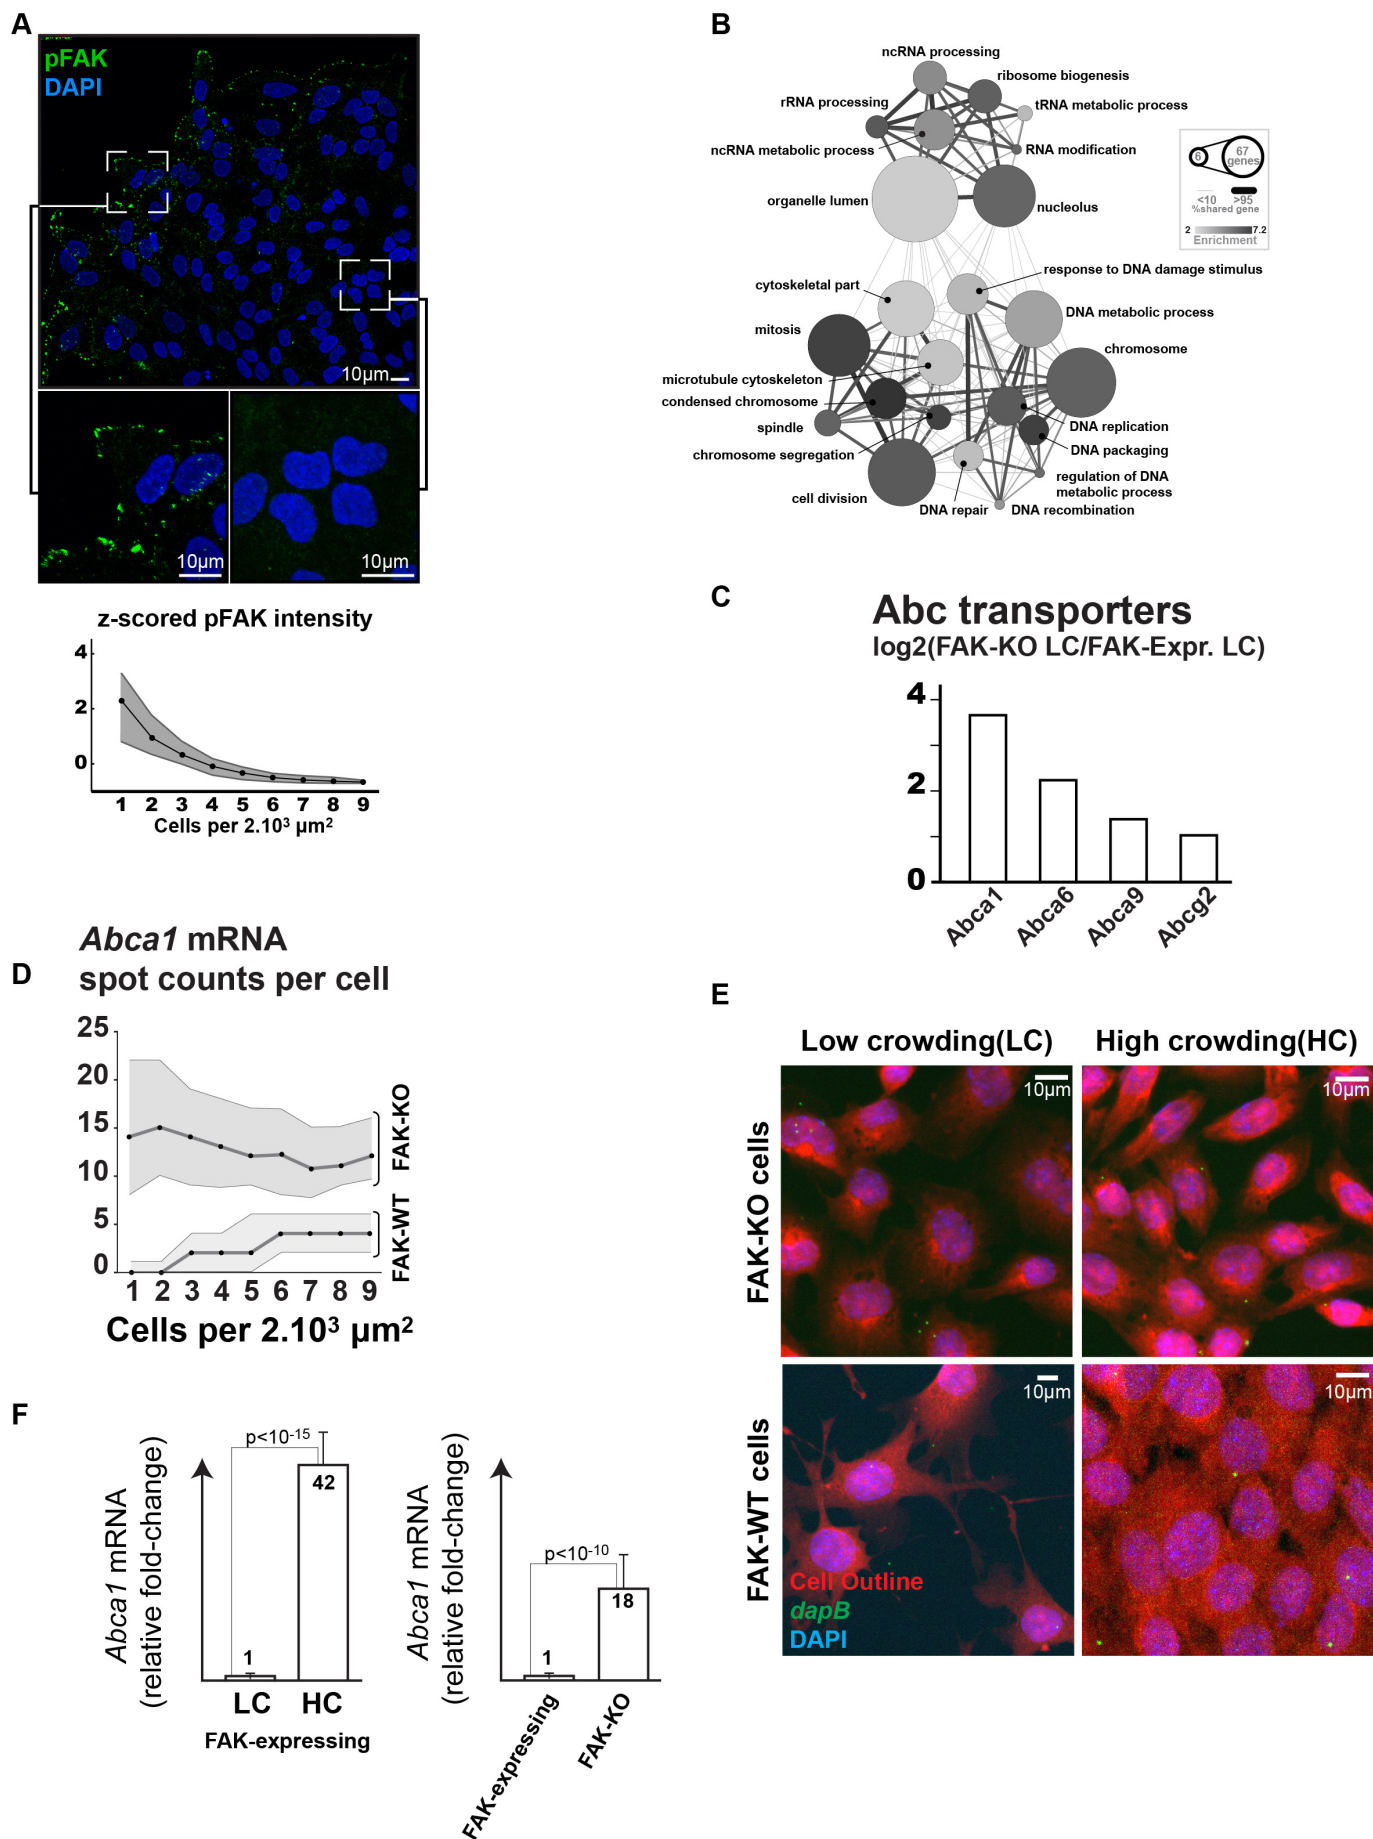 A
pFAK
DAPI
10µm
10µm
10µm
z-scored pFAK intensity
4
2
0
1 2 3 4 5 6 7 8 9
Cells per 2.10³ µm²
B
ncRNA processing
ribosome biogenesis
rRNA processing
tRNA metabolic process
ncRNA metabolic process
RNA modification
organelle lumen
nucleolus
6
67
genes
<10 >95
%shared gene
2 7.2
Enrichment
response to DNA damage stimulus
cytoskeletal part
DNA metabolic process
mitosis
chromosome
microtubule cytoskeleton
condensed chromosome
spindle
DNA replication
DNA packaging
chromosome segregation
regulation of DNA
metabolic process
cell division
DNA repair
DNA recombination
C
Abc transporters
log2(FAK-KO LC/FAK-Expr. LC)
4
2
0
Abca1
Abca6
Abca9
Abcg2
D
Abca1 mRNA
spot counts per cell
25
20
15
10
5
0
FAK-KO
FAK-WT
1 2 3 4 5 6 7 8 9
Cells per 2.10³ µm²
E
Low crowding(LC)
High crowding(HC)
FAK-KO cells
10µm
10µm
FAK-WT cells
10µm
10µm
Cell Outline
dapB
DAPI
F
Abca1 mRNA
(relative fold-change)
p<10⁻¹⁵
1
42
LC HC
FAK-expressing
Abca1 mRNA
(relative fold-change)
p<10⁻¹⁰
1
18
FAK-expressing
FAK-KO